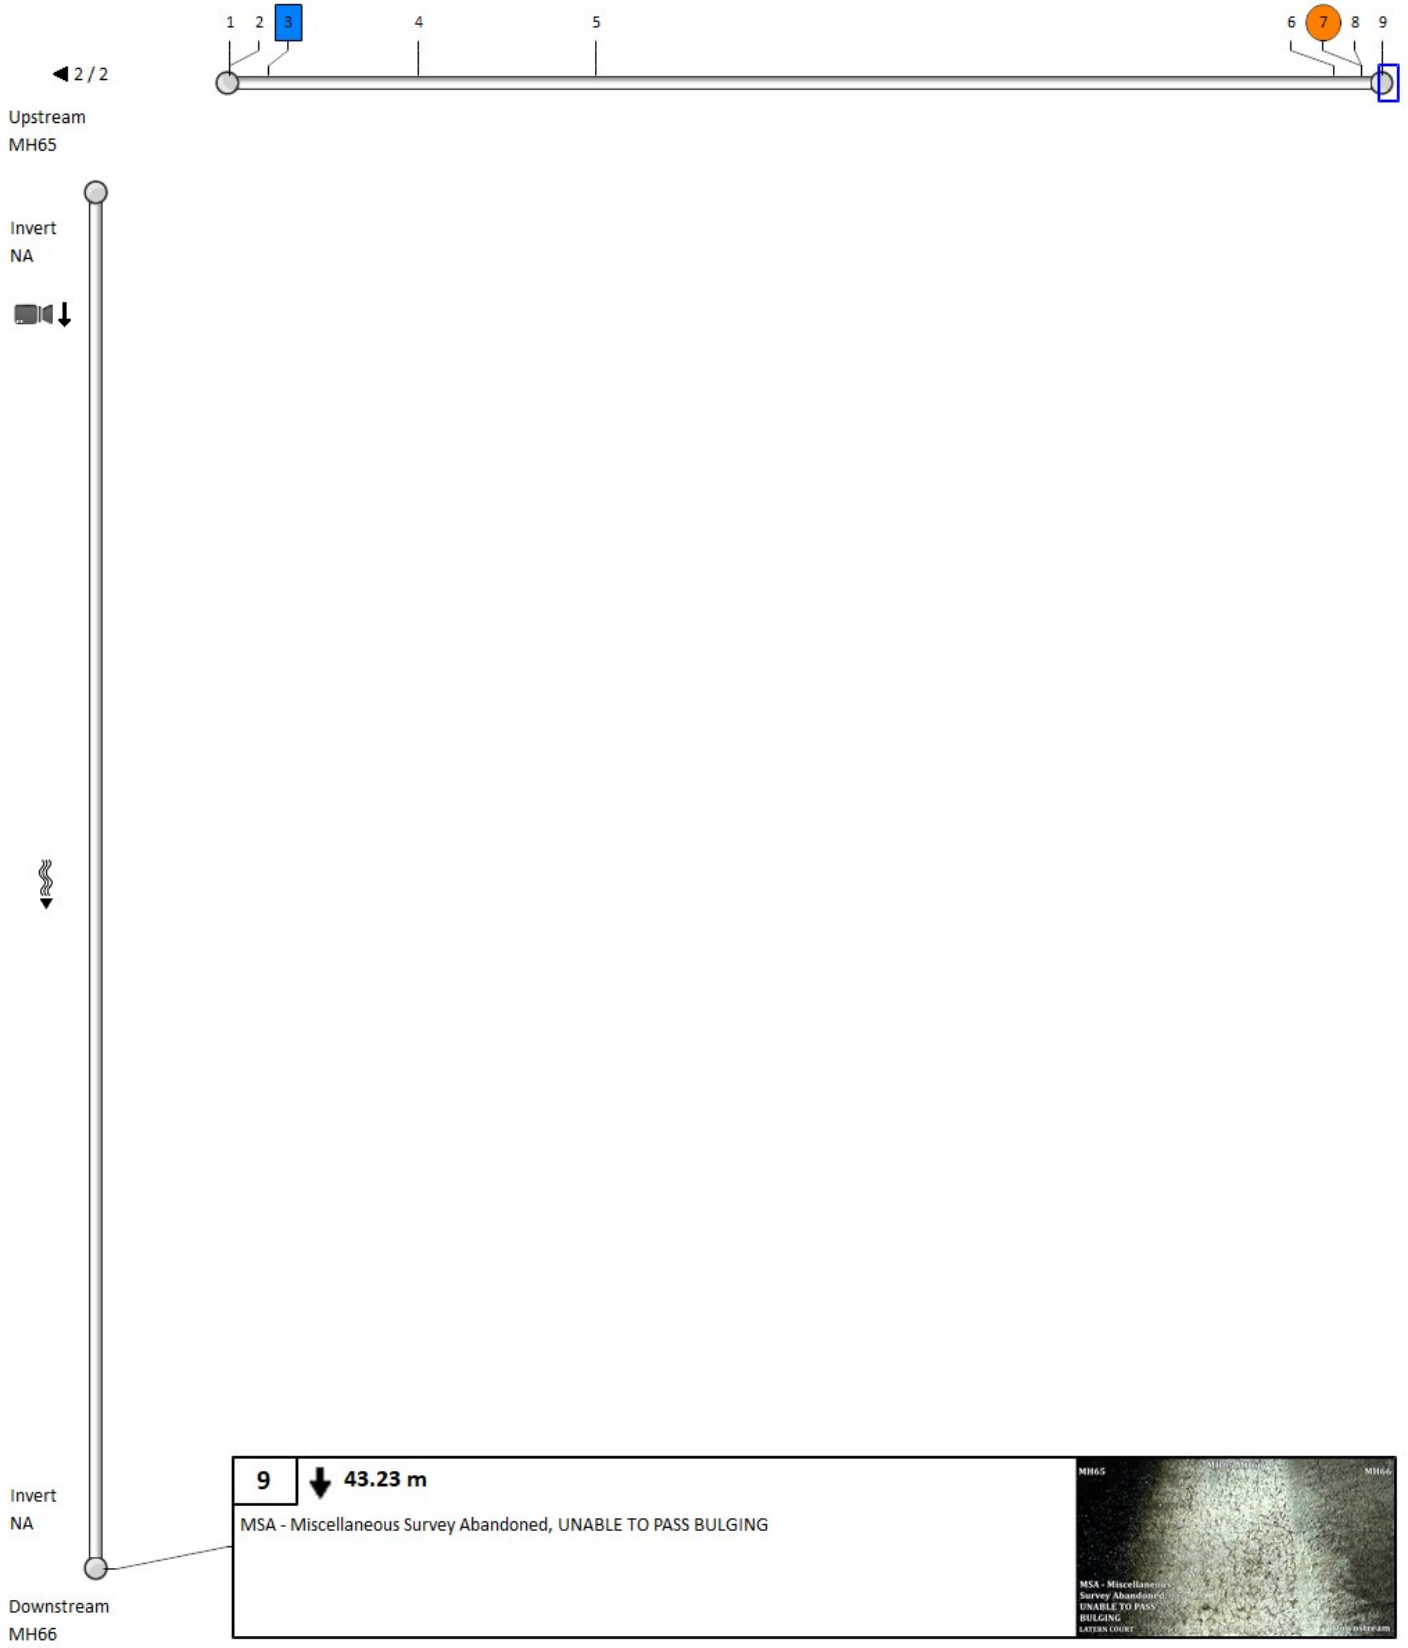 1 2 3 4 5 6 7 8 9
2 / 2
Upstream
MH65
Invert
NA
Invert
NA
Downstream
MH66
9 43.23 m
MSA - Miscellaneous Survey Abandoned, UNABLE TO PASS BULGING
MH65 MH66
MSA - Miscellaneous
Survey Abandoned,
UNABLE TO PASS
BULGING
LATERN COURT Downstream